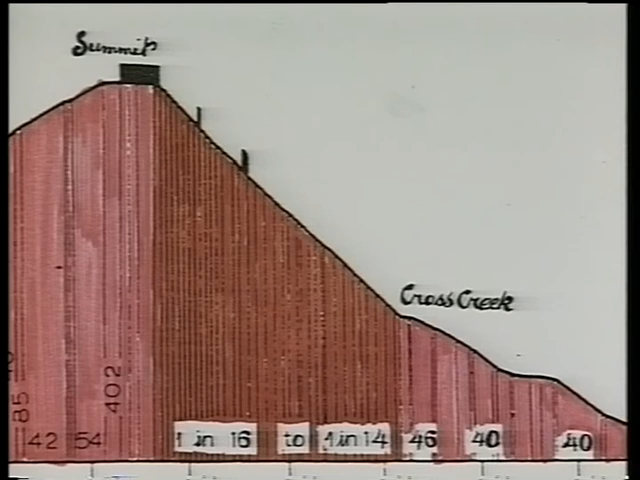 Summit
Cross Creek
402
85
42 54 1 in 16 to 1 in 14 46 40 40